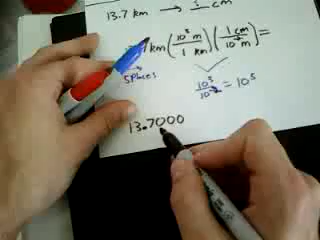 13.7 km → ? cm
7 km (10³ m / 1 km) (1 cm / 10⁻² m) =
5 places
10³ / 10⁻² = 10⁵
13.7000